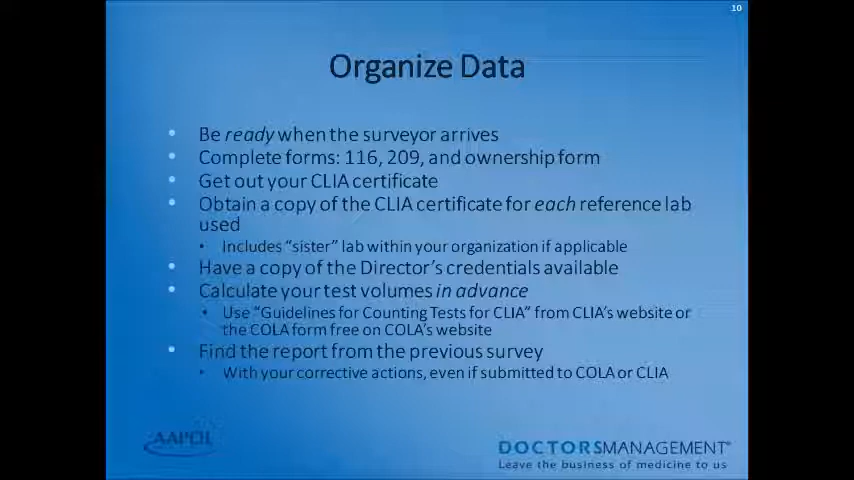 10
Organize Data
• Be ready when the surveyor arrives
• Complete forms: 116, 209, and ownership form
• Get out your CLIA certificate
• Obtain a copy of the CLIA certificate for each reference lab
used
• Includes “sister” lab within your organization if applicable
• Have a copy of the Director’s credentials available
• Calculate your test volumes in advance
• Use “Guidelines for Counting Tests for CLIA” from CLIA’s website or
the COLA form free on COLA’s website
• Find the report from the previous survey
• With your corrective actions, even if submitted to COLA or CLIA
AAPCL
DOCTORSMANAGEMENT®
Leave the business of medicine to us